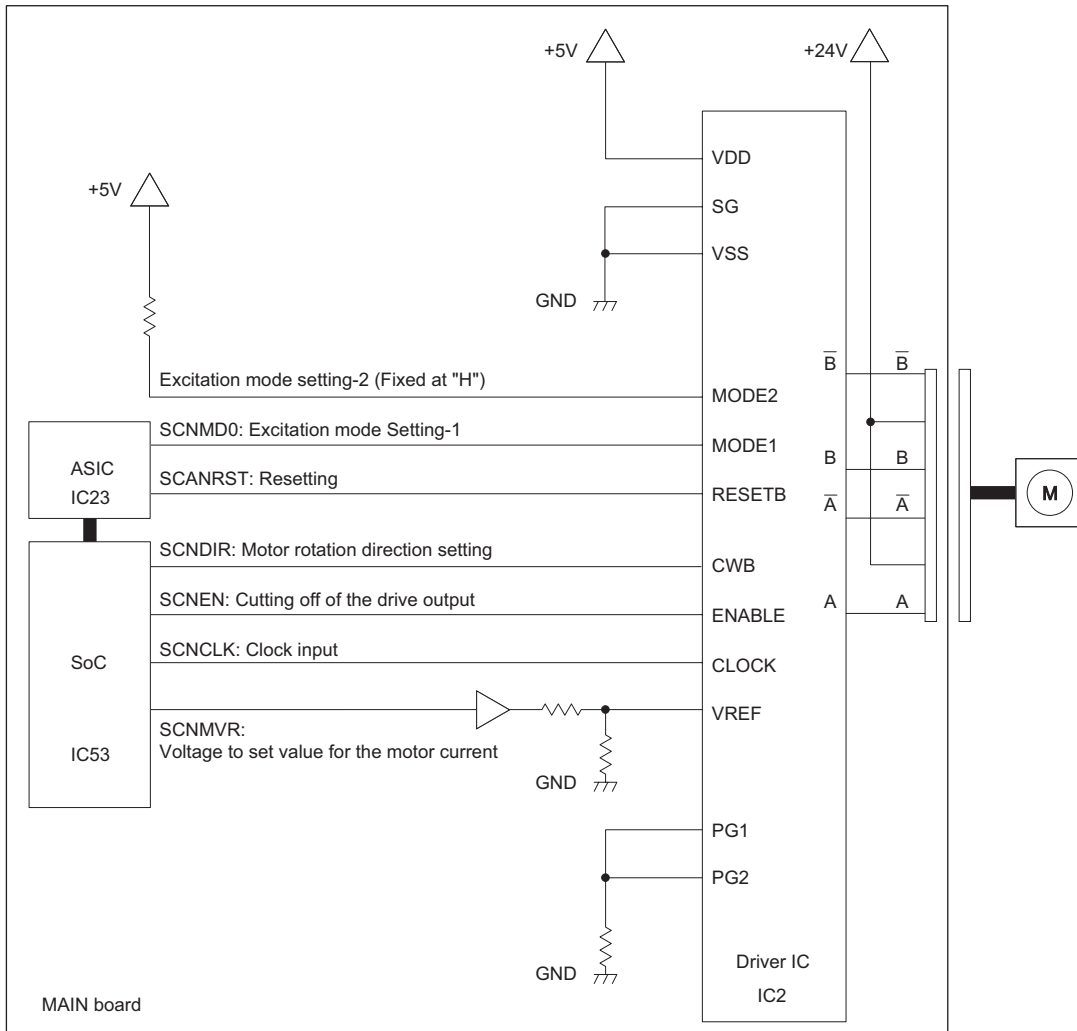 +5V
+24V
VDD
+5V
SG
VSS
GND
B̅
B̅
Excitation mode setting-2 (Fixed at "H")
MODE2
SCNMD0: Excitation mode Setting-1
MODE1
B
B
ASIC
IC23
SCANRST: Resetting
RESETB
A̅
A̅
M
SCNDIR: Motor rotation direction setting
CWB
SCNEN: Cutting off of the drive output
ENABLE
A
A
SoC
SCNCLK: Clock input
CLOCK
VREF
SCNMVR:
Voltage to set value for the motor current
IC53
GND
PG1
PG2
GND
Driver IC
IC2
MAIN board